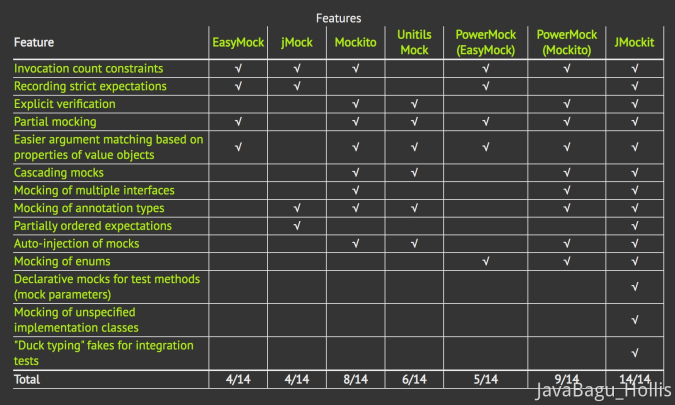 Features
Feature EasyMock jMock Mockito Unitils Mock PowerMock (EasyMock) PowerMock (Mockito) JMockit
Invocation count constraints √ √ √ √ √ √
Recording strict expectations √ √ √ √
Explicit verification √ √ √ √
Partial mocking √ √ √ √ √ √
Easier argument matching based on
properties of value objects √ √ √ √ √ √
Cascading mocks √ √ √ √
Mocking of multiple interfaces √ √ √
Mocking of annotation types √ √ √ √ √
Partially ordered expectations √ √
Auto-injection of mocks √ √ √ √
Mocking of enums √ √ √
Declarative mocks for test methods
(mock parameters) √
Mocking of unspecified
implementation classes √
"Duck typing" fakes for integration
tests √
Total 4/14 4/14 8/14 6/14 5/14 9/14 14/14
JavaBagu_Hollis